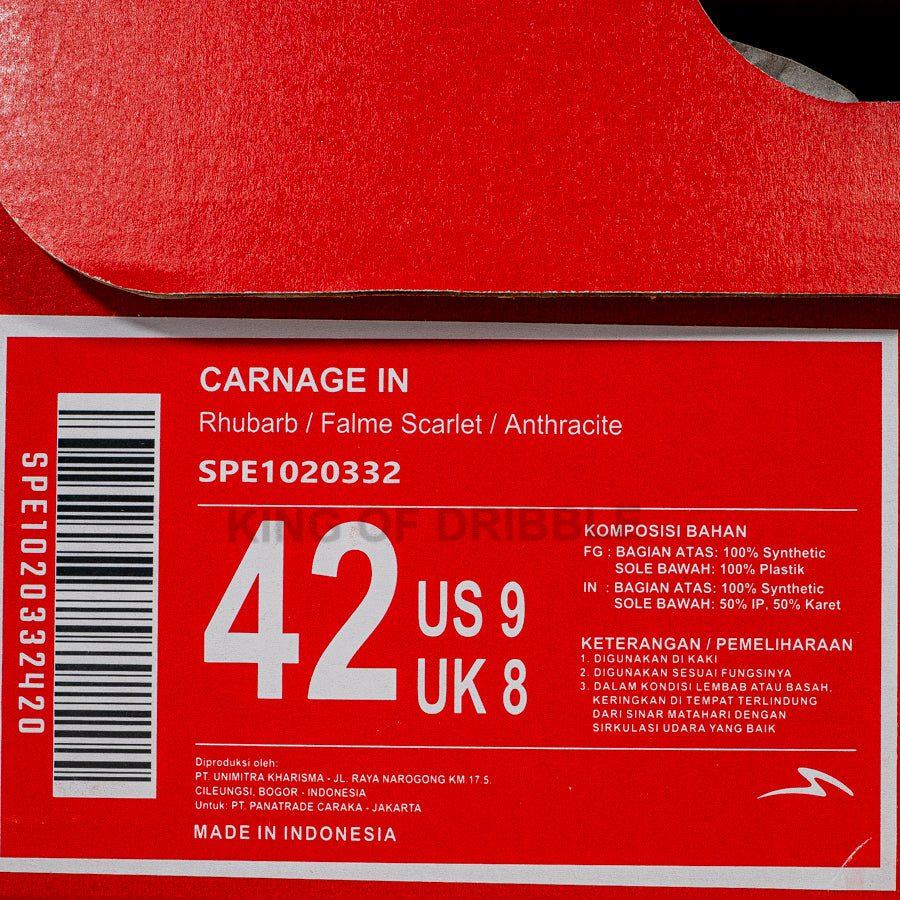 CARNAGE IN
Rhubarb / Falme Scarlet / Anthracite
SPE1020332
SPE1020332420
KING OF DRIBBLE
42
US 9
UK 8
KOMPOSISI BAHAN
FG : BAGIAN ATAS: 100% Synthetic
SOLE BAWAH: 100% Plastik
IN : BAGIAN ATAS: 100% Synthetic
SOLE BAWAH: 50% IP, 50% Karet
KETERANGAN / PEMELIHARAAN
1. DIGUNAKAN DI KAKI
2. DIGUNAKAN SESUAI FUNGSINYA
3. DALAM KONDISI LEMBAB ATAU BASAH,
KERINGKAN DI TEMPAT TERLINDUNG
DARI SINAR MATAHARI DENGAN
SIRKULASI UDARA YANG BAIK
Diproduksi oleh:
PT. UNIMITRA KHARISMA - JL. RAYA NAROGONG KM.17 5.
CILEUNGSI, BOGOR - INDONESIA
Untuk: PT. PANATRADE CARAKA - JAKARTA
MADE IN INDONESIA